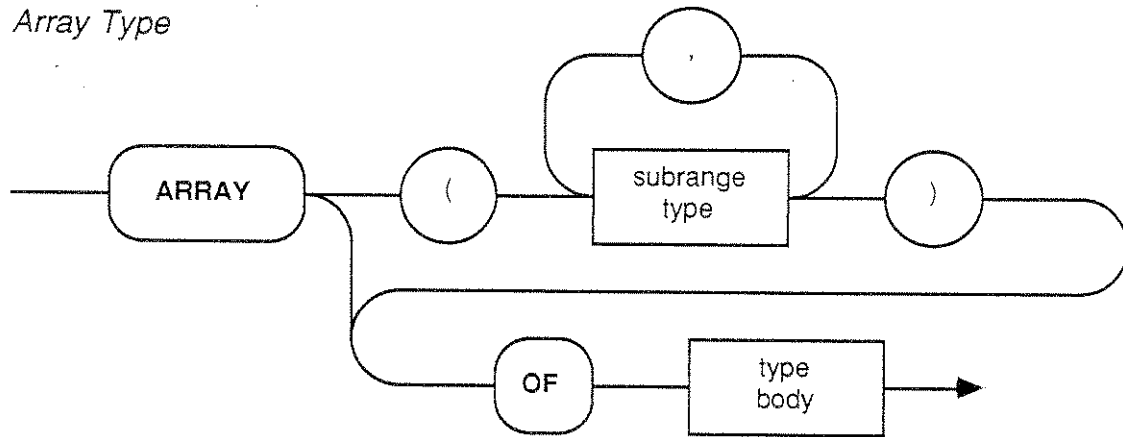 Array Type
,
ARRAY
(
subrange
type
)
OF
type
body